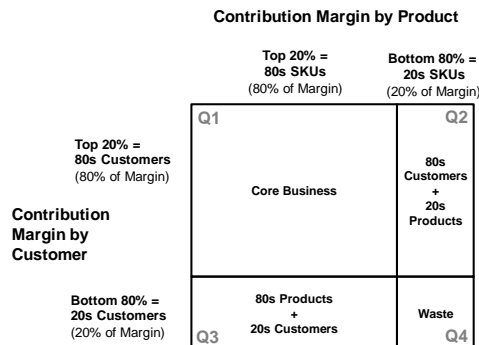 Contribution Margin by Product
Top 20% =
80s SKUs
(80% of Margin)
Bottom 80% =
20s SKUs
(20% of Margin)
Q1
Q2
Top 20% =
80s Customers
(80% of Margin)
Core Business
80s
Customers
+
20s
Products
Contribution
Margin by
Customer
Bottom 80% =
20s Customers
(20% of Margin)
80s Products
+
20s Customers
Waste
Q3
Q4